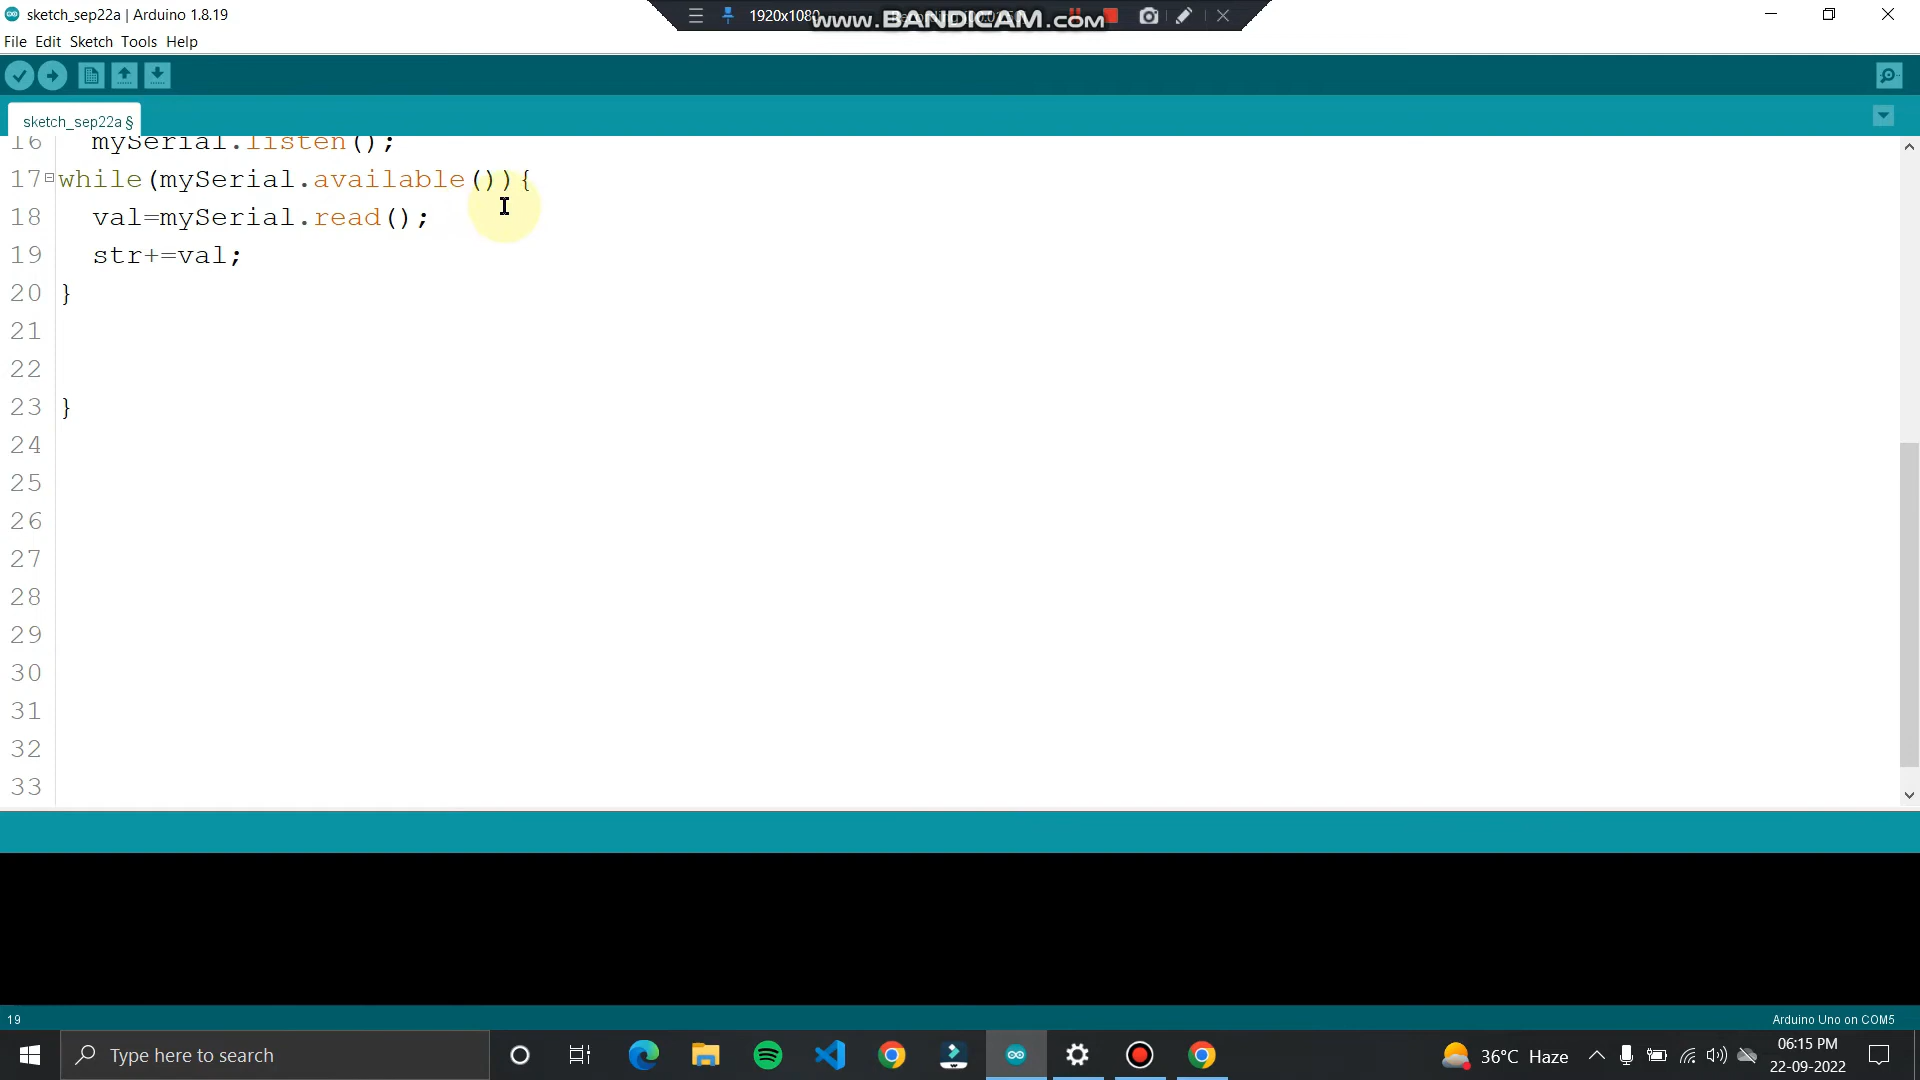 sketch_sep22a | Arduino 1.8.19
1920x1080
www.BANDICAM.com
File Edit Sketch Tools Help
sketch_sep22a §
16 mySerial.listen();
17 while(mySerial.available()){
18 val=mySerial.read();
19 str+=val;
20 }
21
22
23 }
24
25
26
27
28
29
30
31
32
33
19
Arduino Uno on COM5
Type here to search
36°C Haze
06:15 PM
22-09-2022